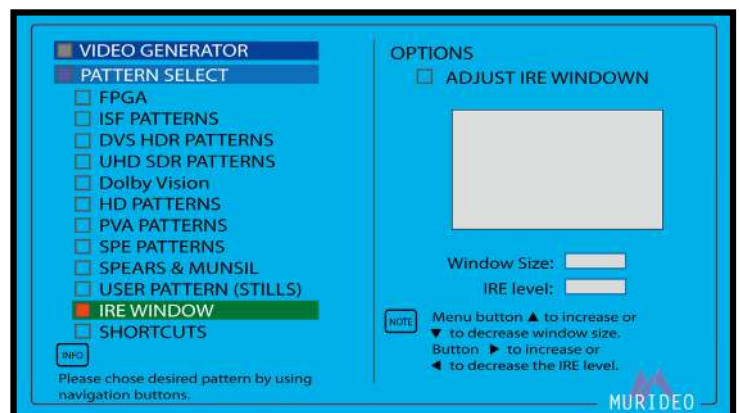 VIDEO GENERATOR
PATTERN SELECT
FPGA
ISF PATTERNS
DVS HDR PATTERNS
UHD SDR PATTERNS
Dolby Vision
HD PATTERNS
PVA PATTERNS
SPE PATTERNS
SPEARS & MUNSIL
USER PATTERN (STILLS)
IRE WINDOW
SHORTCUTS
INFO
Please chose desired pattern by using
navigation buttons.
OPTIONS
ADJUST IRE WINDOWN
Window Size:
IRE level:
NOTE
Menu button ▲ to increase or
▼ to decrease window size.
Button ▶ to increase or
◀ to decrease the IRE level.
MURIDEO